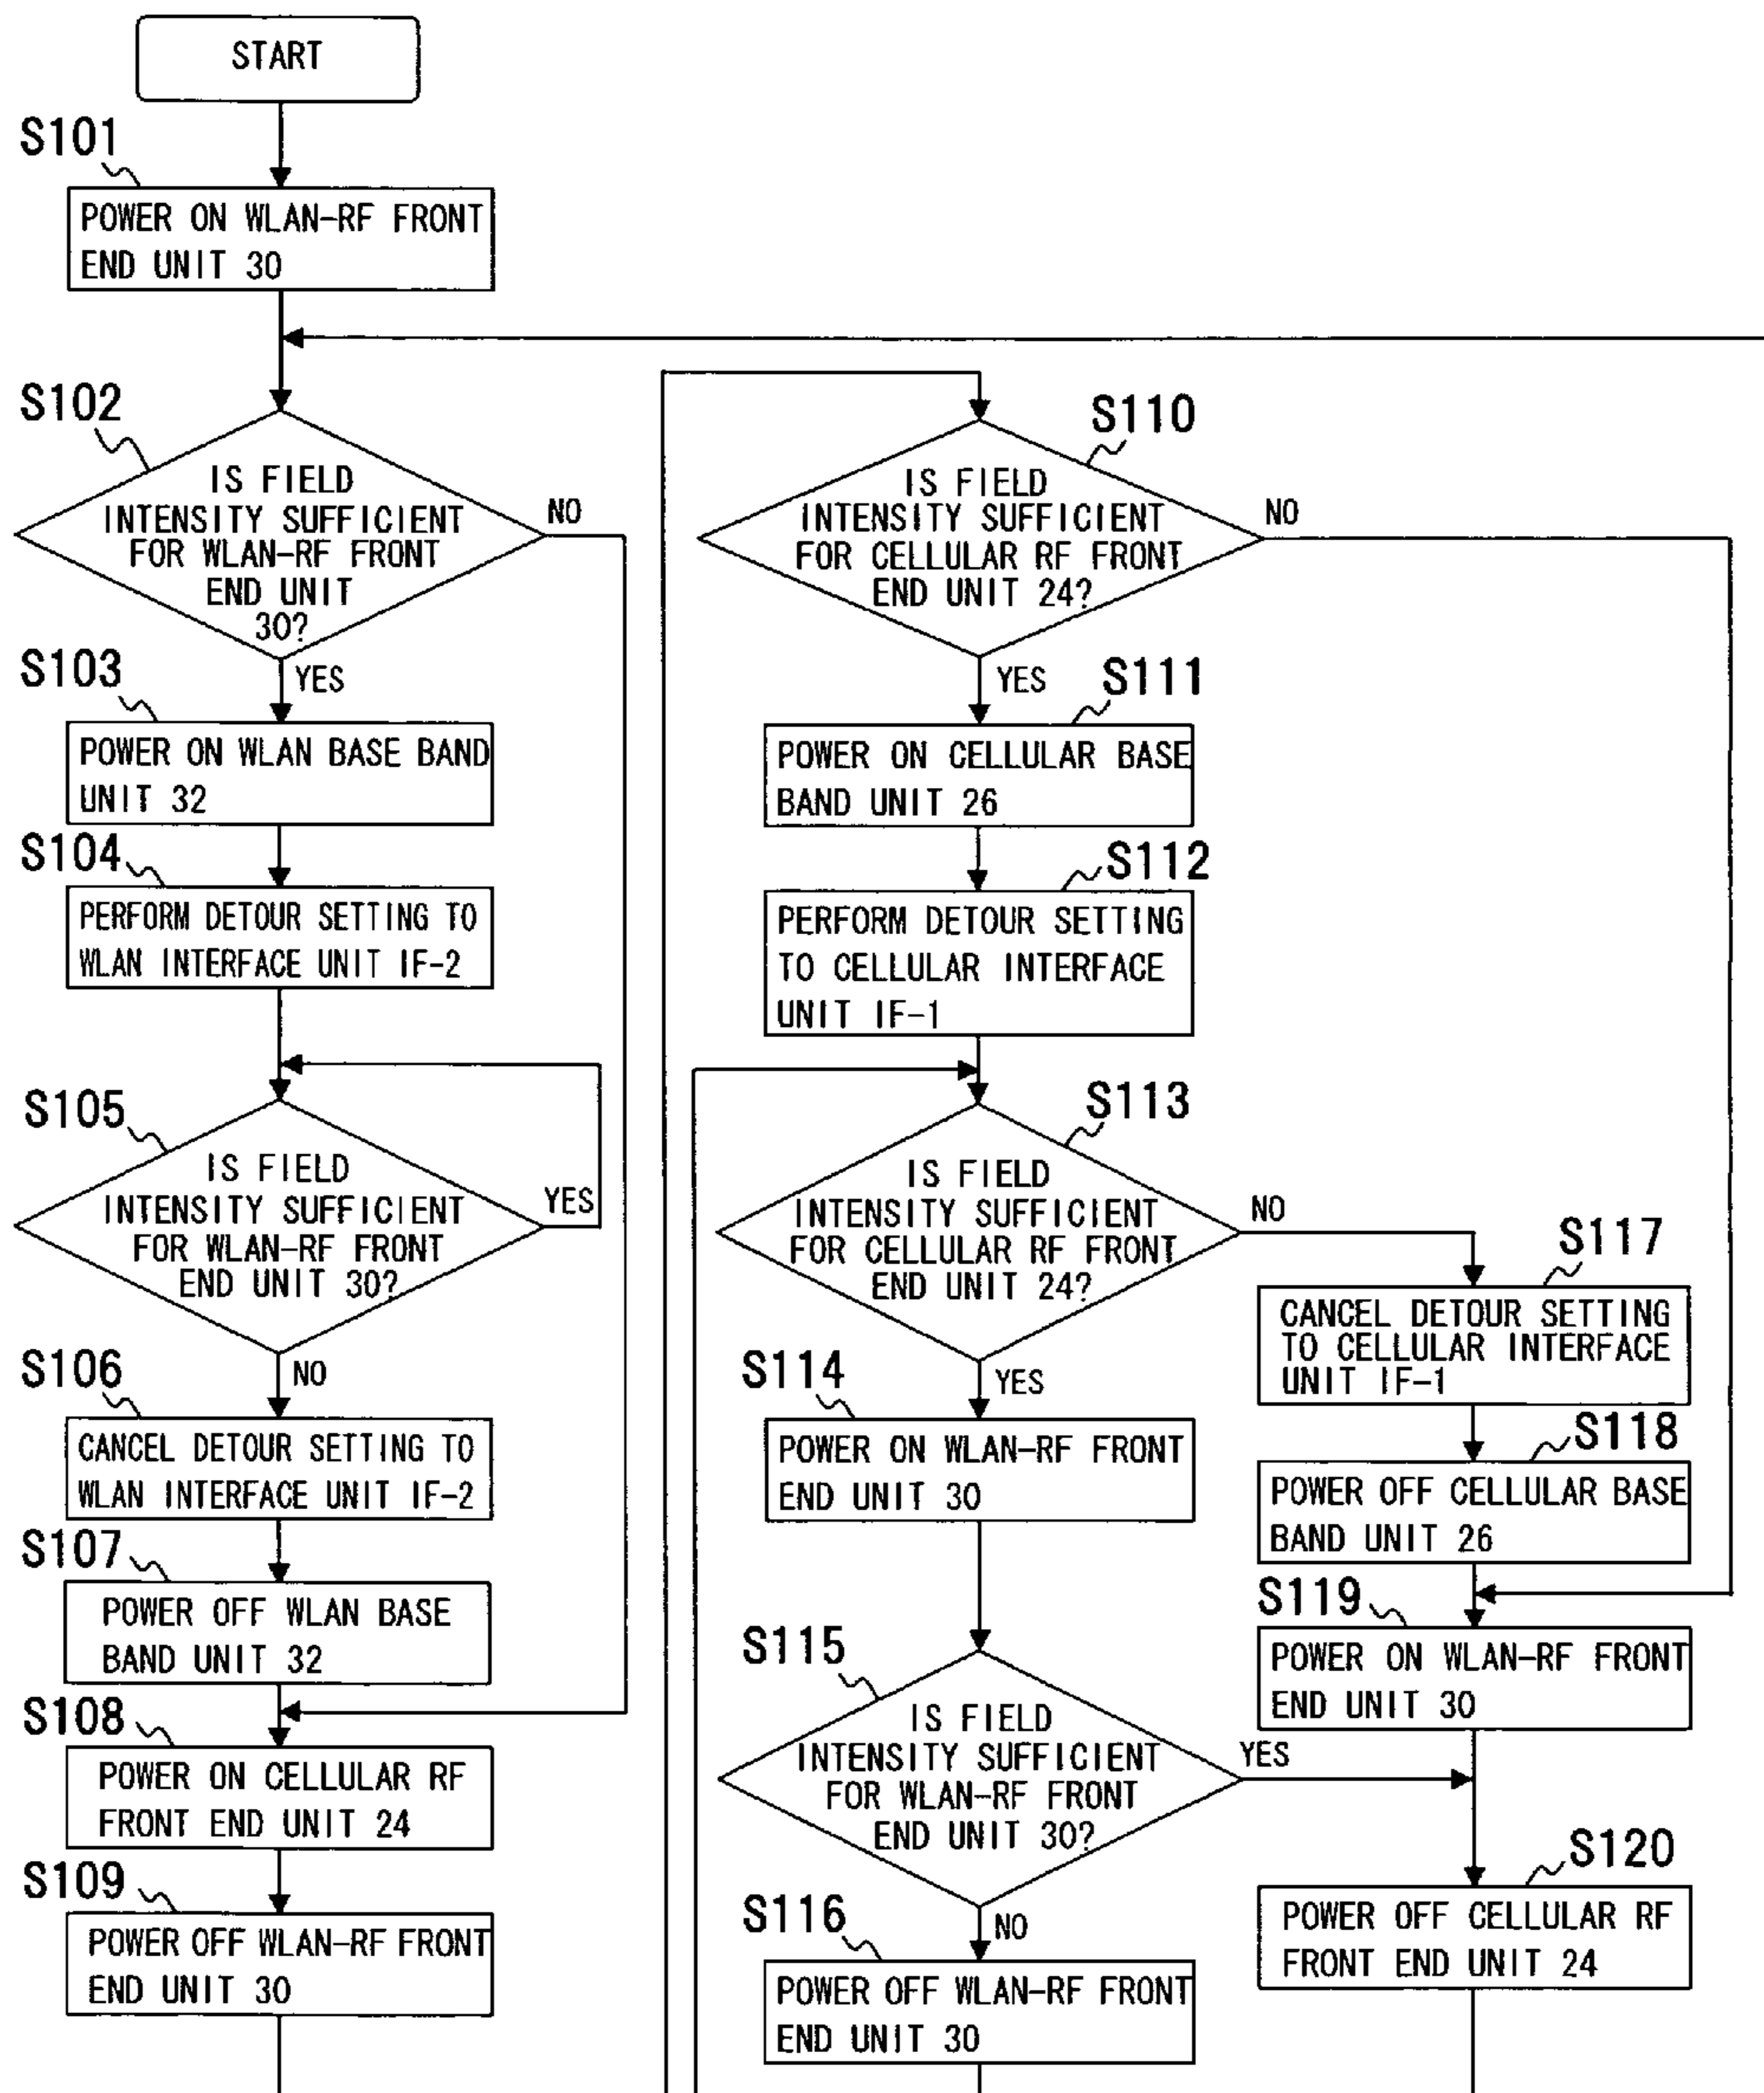 START
S101
POWER ON WLAN-RF FRONT
END UNIT 30
S102
IS FIELD
INTENSITY SUFFICIENT
FOR WLAN-RF FRONT
END UNIT
30?
NO
YES
S103
POWER ON WLAN BASE BAND
UNIT 32
S104
PERFORM DETOUR SETTING TO
WLAN INTERFACE UNIT IF-2
S105
IS FIELD
INTENSITY SUFFICIENT
FOR WLAN-RF FRONT
END UNIT 30?
YES
NO
S106
CANCEL DETOUR SETTING TO
WLAN INTERFACE UNIT IF-2
S107
POWER OFF WLAN BASE
BAND UNIT 32
S108
POWER ON CELLULAR RF
FRONT END UNIT 24
S109
POWER OFF WLAN-RF FRONT
END UNIT 30
S110
IS FIELD
INTENSITY SUFFICIENT
FOR CELLULAR RF FRONT
END UNIT 24?
NO
YES
S111
POWER ON CELLULAR BASE
BAND UNIT 26
S112
PERFORM DETOUR SETTING
TO CELLULAR INTERFACE
UNIT IF-1
S113
IS FIELD
INTENSITY SUFFICIENT
FOR CELLULAR RF FRONT
END UNIT 24?
NO
YES
S114
POWER ON WLAN-RF FRONT
END UNIT 30
S115
IS FIELD
INTENSITY SUFFICIENT
FOR WLAN-RF FRONT
END UNIT 30?
YES
NO
S116
POWER OFF WLAN-RF FRONT
END UNIT 30
S117
CANCEL DETOUR SETTING
TO CELLULAR INTERFACE
UNIT IF-1
S118
POWER OFF CELLULAR BASE
BAND UNIT 26
S119
POWER ON WLAN-RF FRONT
END UNIT 30
S120
POWER OFF CELLULAR RF
FRONT END UNIT 24